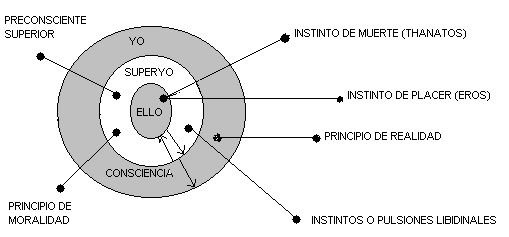 PRECONSCIENTE
SUPERIOR
YO
INSTINTO DE MUERTE (THANATOS)
SUPERYO
INSTINTO DE PLACER (EROS)
ELLO
PRINCIPIO DE REALIDAD
CONSCIENCIA
PRINCIPIO DE
MORALIDAD
INSTINTOS O PULSIONES LIBIDINALES